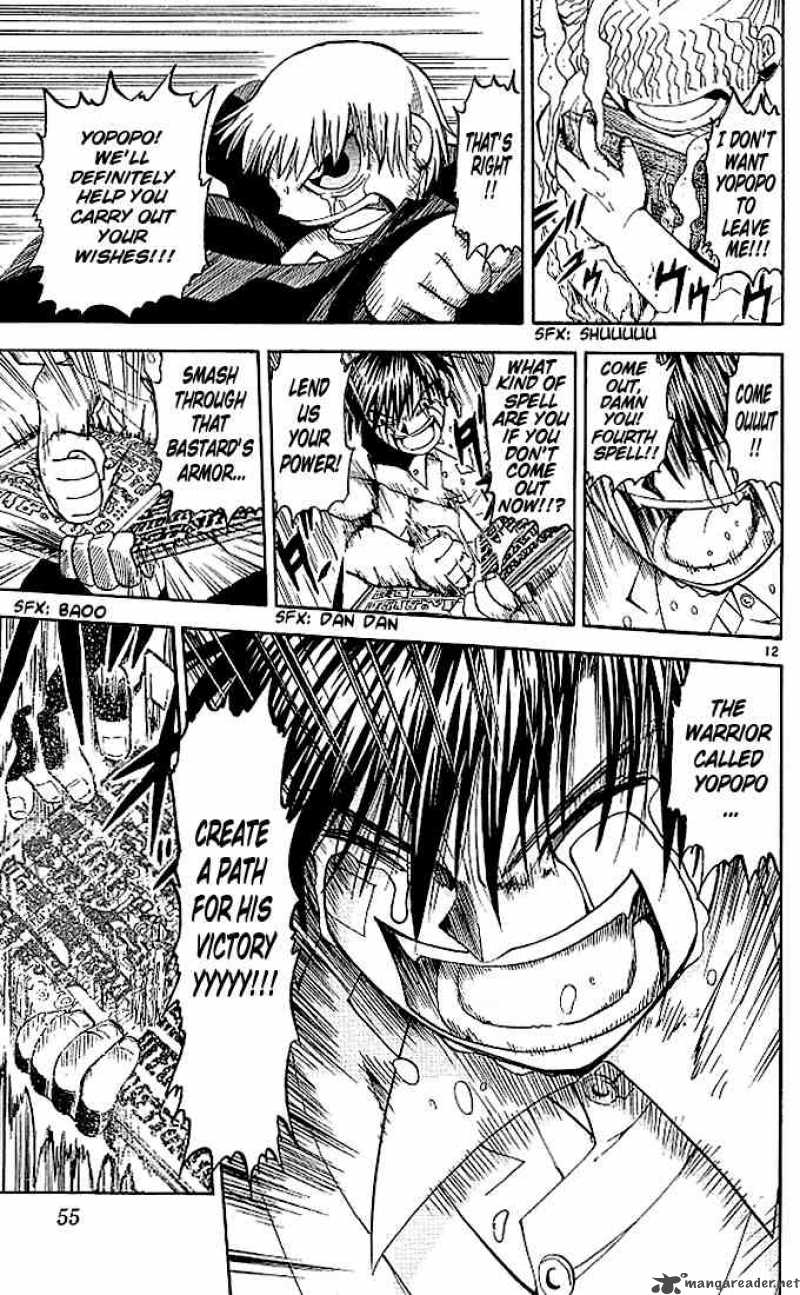 I DON'T
WANT
YOPOPO
TO
LEAVE
ME!!!
ヴヴヴ
SFX: SHUUUUU
THAT'S
RIGHT
!!
YOPOPO!
WE'LL
DEFINITELY
HELP YOU
CARRY OUT
YOUR
WISHES!!!
COME
OUUUT
!!
COME
OUT,
DAMN
YOU!
FOURTH
SPELL!!
WHAT
KIND OF
SPELL
ARE YOU
IF YOU
DON'T
COME
OUT
NOW!!?
LEND
US
YOUR
POWER!
SFX: DAN DAN
SMASH
THROUGH
THAT
BASTARD'S
ARMOR...
SFX: BAOO
12
THE
WARRIOR
CALLED
YOPOPO
...
CREATE
A PATH
FOR HIS
VICTORY
YYYYY!!!
55
mangareader.net